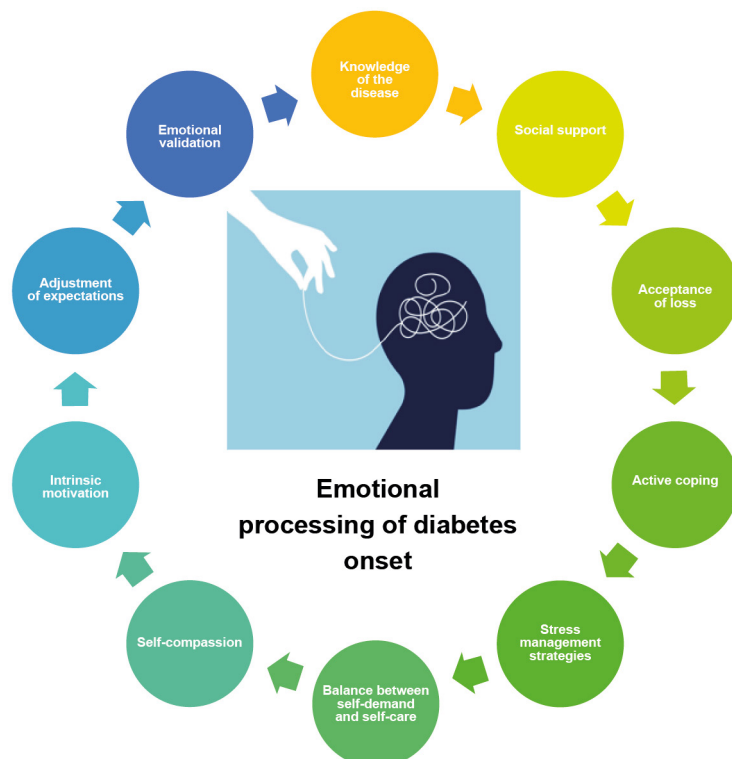 Knowledge
of the
disease
Social support
Acceptance
of loss
Active coping
Stress
management
strategies
Balance between
self-demand
and self-care
Self-compassion
Intrinsic
motivation
Adjustment
of expectations
Emotional
validation
Emotional
processing of diabetes
onset